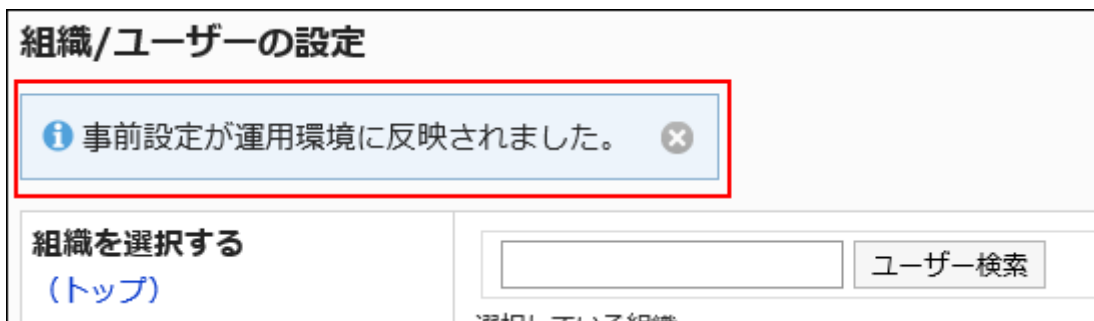 組織/ユーザーの設定
事前設定が運用環境に反映されました。
組織を選択する
(トップ)
ユーザー検索